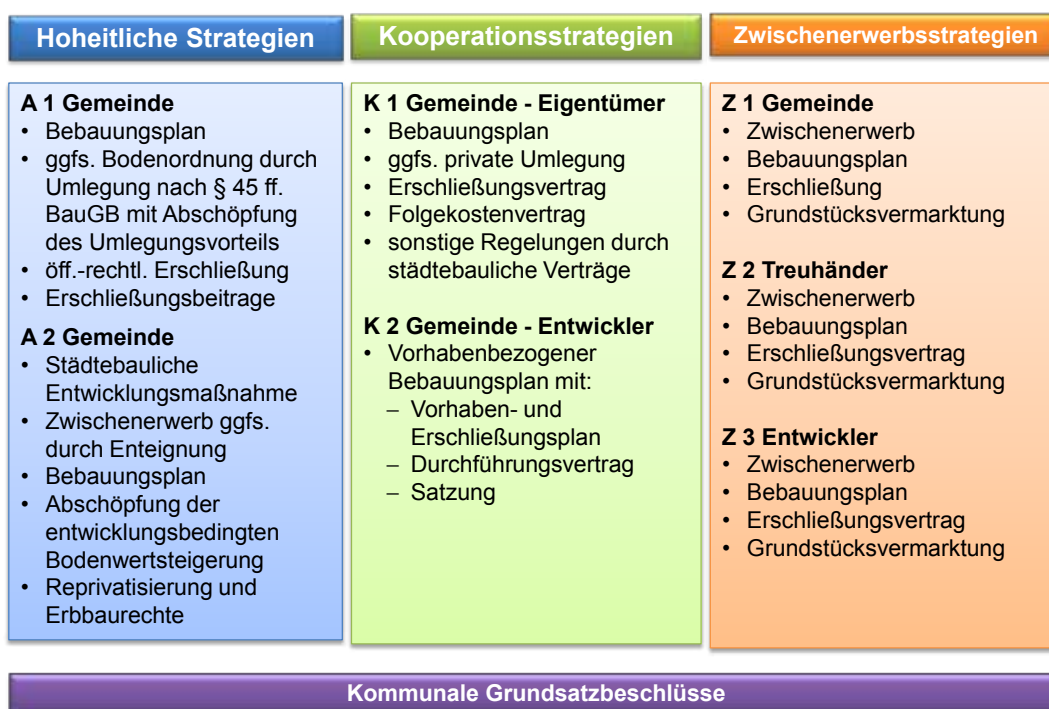 Hoheitliche Strategien
A 1 Gemeinde
• Bebauungsplan
• ggfs. Bodenordnung durch
Umlegung nach § 45 ff.
BauGB mit Abschöpfung
des Umlegungsvorteils
• öff.-rechtl. Erschließung
• Erschließungsbeitrage
A 2 Gemeinde
• Städtebauliche
Entwicklungsmaßnahme
• Zwischenerwerb ggfs.
durch Enteignung
• Bebauungsplan
• Abschöpfung der
entwicklungsbedingten
Bodenwertsteigerung
• Reprivatisierung und
Erbbaurechte
Kooperationsstrategien
K 1 Gemeinde - Eigentümer
• Bebauungsplan
• ggfs. private Umlegung
• Erschließungsvertrag
• Folgekostenvertrag
• sonstige Regelungen durch
städtebauliche Verträge
K 2 Gemeinde - Entwickler
• Vorhabenbezogener
Bebauungsplan mit:
– Vorhaben- und
Erschließungsplan
– Durchführungsvertrag
– Satzung
Zwischenerwerbsstrategien
Z 1 Gemeinde
• Zwischenerwerb
• Bebauungsplan
• Erschließung
• Grundstücksvermarktung
Z 2 Treuhänder
• Zwischenerwerb
• Bebauungsplan
• Erschließungsvertrag
• Grundstücksvermarktung
Z 3 Entwickler
• Zwischenerwerb
• Bebauungsplan
• Erschließungsvertrag
• Grundstücksvermarktung
Kommunale Grundsatzbeschlüsse